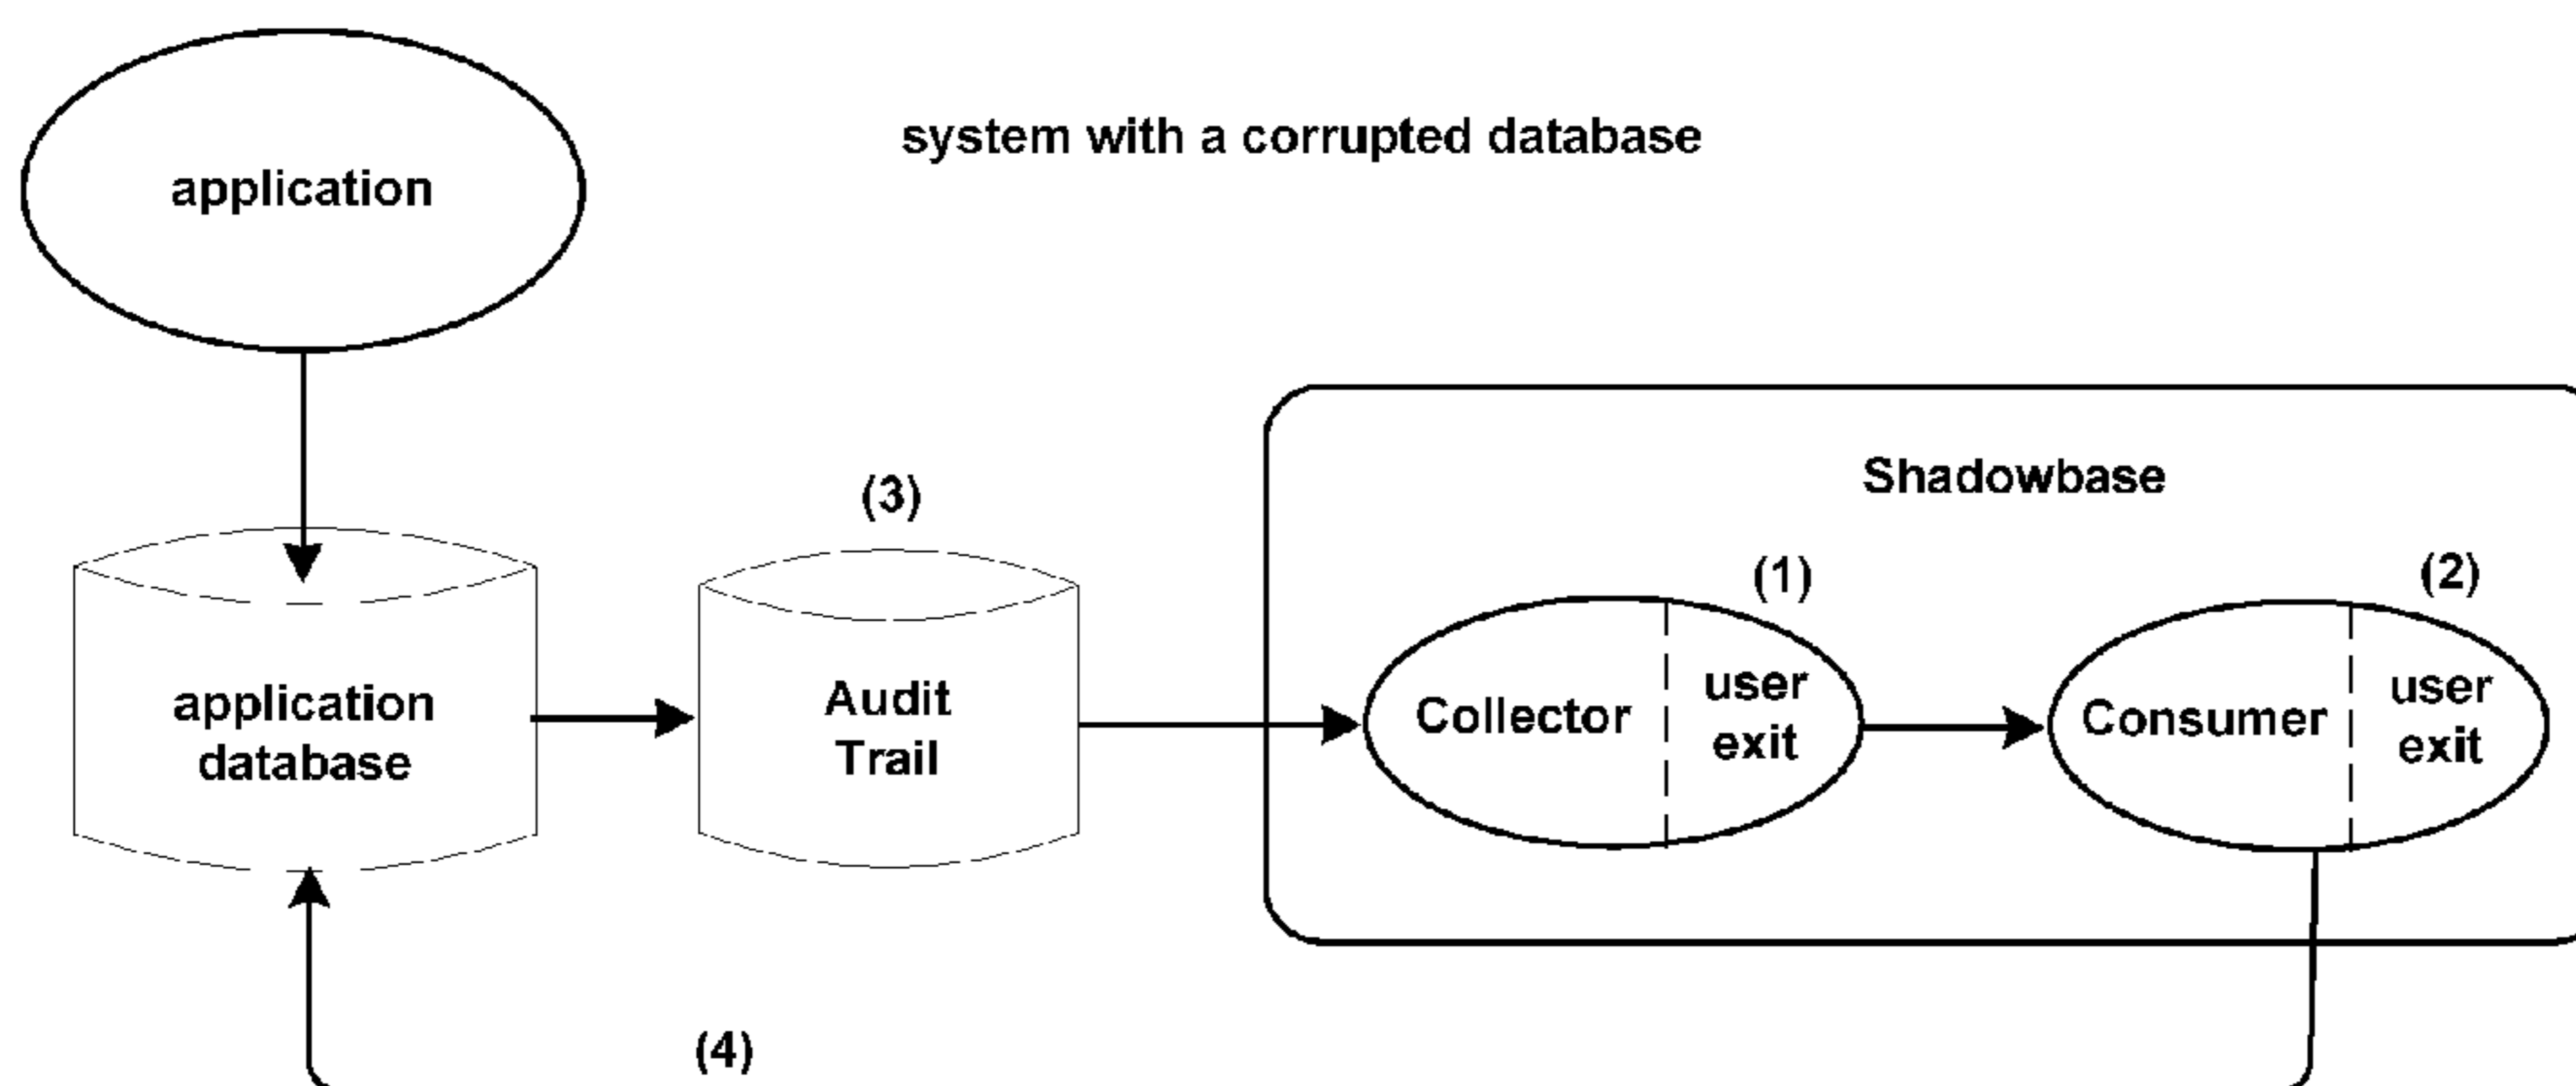 system with a corrupted database
application
Shadowbase
(3)
(1)
(2)
application
database
Audit
Trail
Collector
user
exit
Consumer
user
exit
(4)